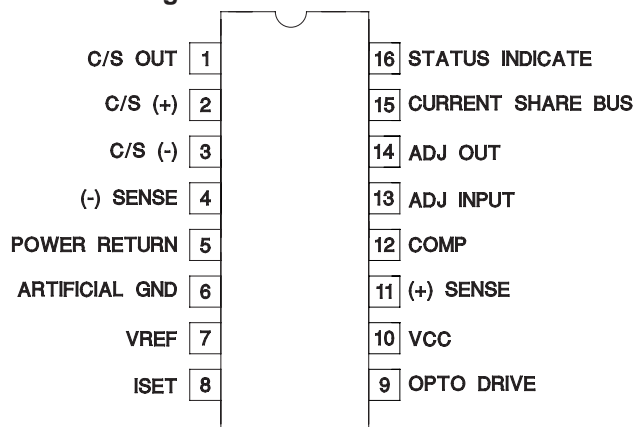 C/S OUT 1
C/S (+) 2
C/S (-) 3
(-) SENSE 4
POWER RETURN 5
ARTIFICIAL GND 6
VREF 7
ISET 8
16 STATUS INDICATE
15 CURRENT SHARE BUS
14 ADJ OUT
13 ADJ INPUT
12 COMP
11 (+) SENSE
10 VCC
9 OPTO DRIVE